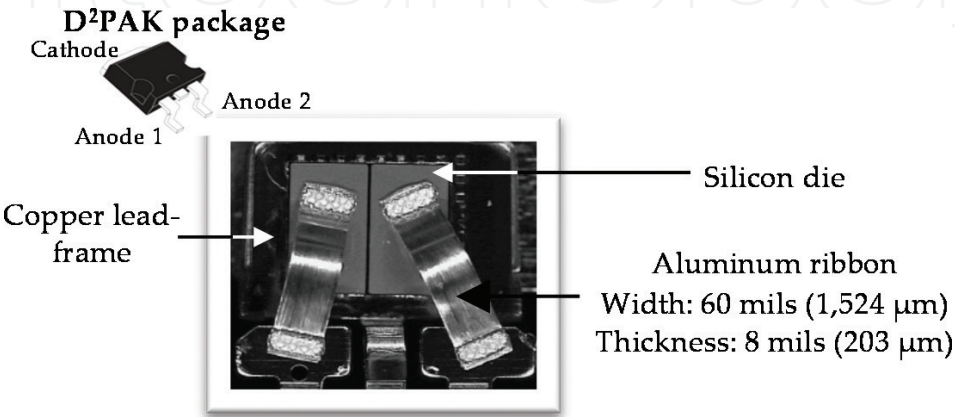 D²PAK package
Cathode
Anode 2
Anode 1
Silicon die
Copper lead-
frame
Aluminum ribbon
Width: 60 mils (1,524 μm)
Thickness: 8 mils (203 μm)